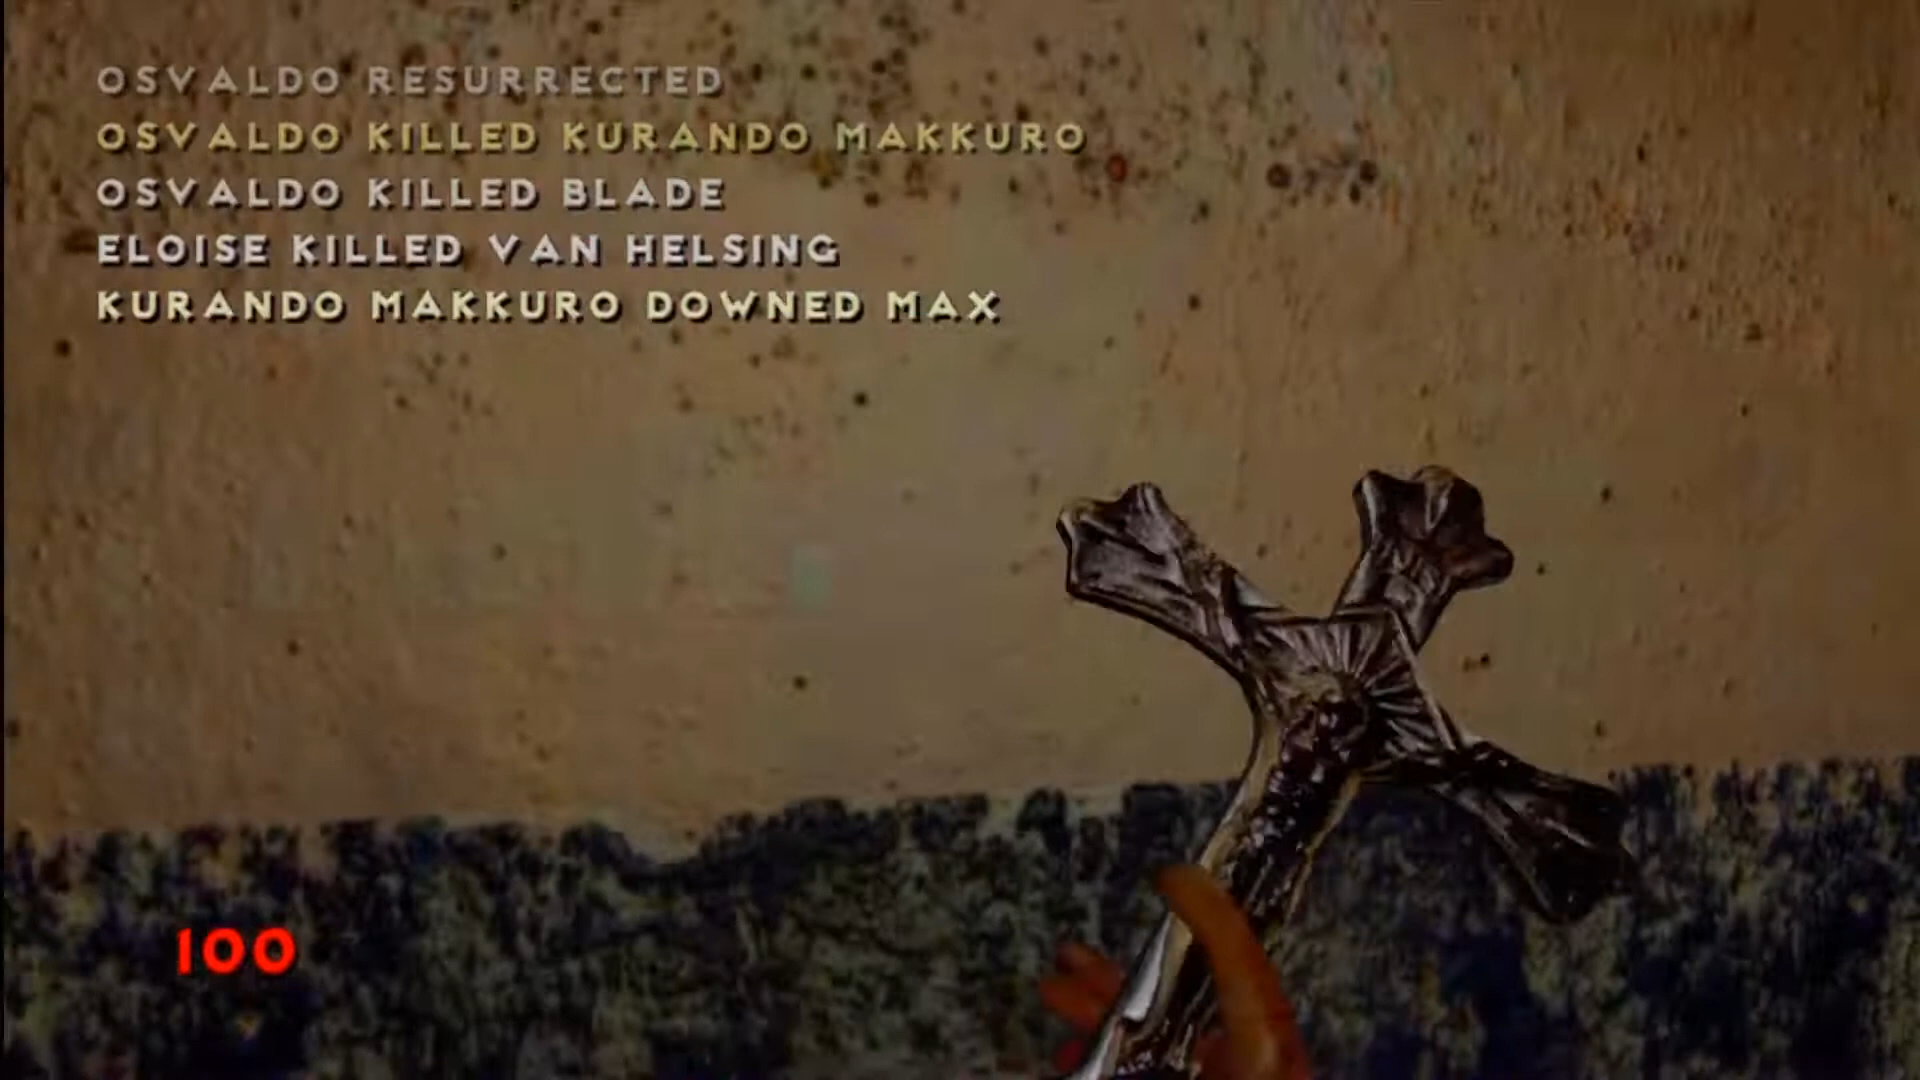 OSVALDO RESURRECTED
OSVALDO KILLED KURANDO MAKKURO
OSVALDO KILLED BLADE
ELOISE KILLED VAN HELSING
KURANDO MAKKURO DOWNED MAX
100